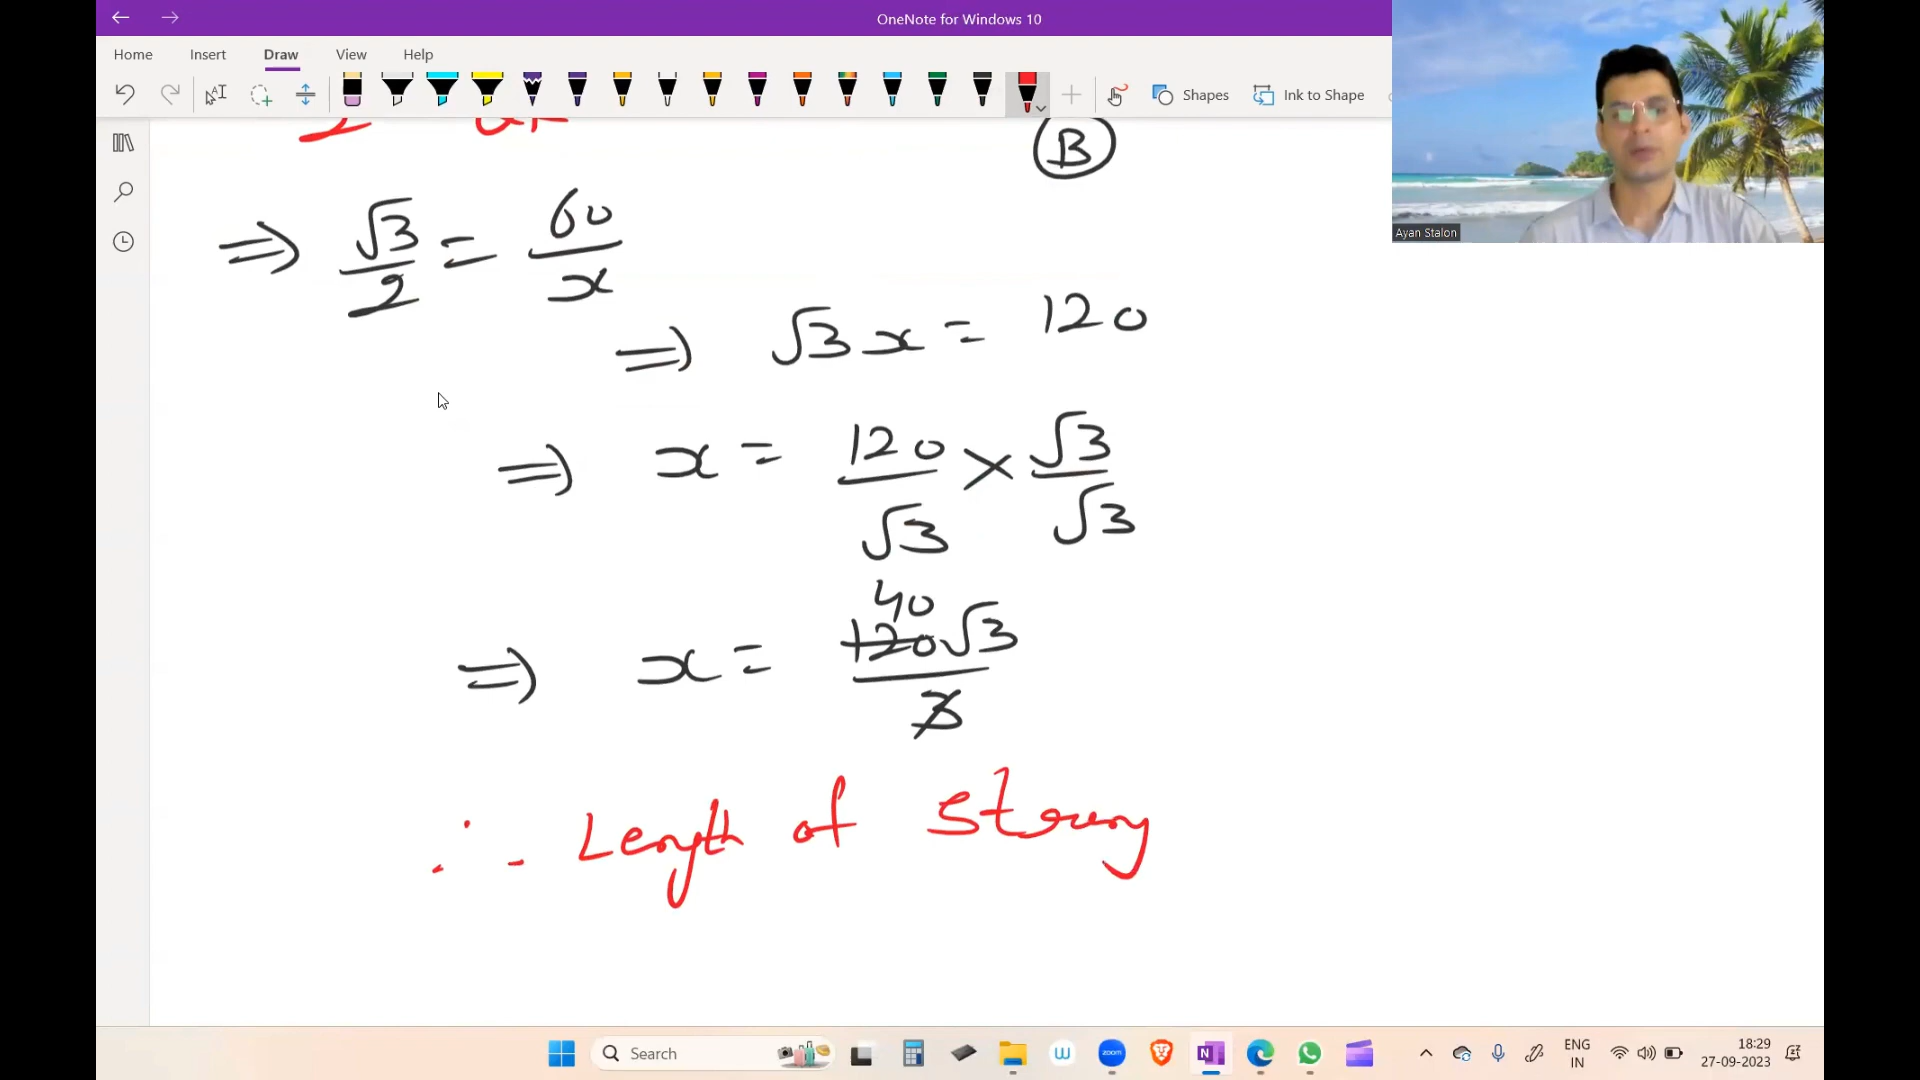 OneNote for Windows 10
Home Insert Draw View Help
Shapes Ink to Shape
B
Ayan Stalon
⇒ √3/2 = 60/x
⇒ √3x = 120
⇒ x = 120/√3 × √3/√3
40
⇒ x = 120√3/3
∴ Length of string
Search
zoom
ENG
IN
18:29
27-09-2023